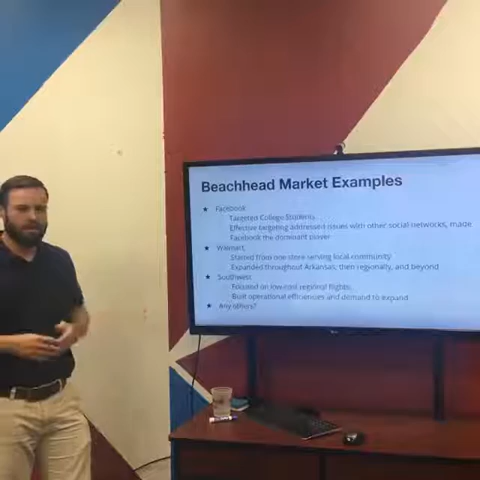 Beachhead Market Examples
★ Facebook
Targeted College Students
Effective targeting addressed issues with other social networks, made
Facebook the dominant power
★ Walmart
Started from one store serving local community
Expanded throughout Arkansas, then regionally, and beyond
★ Southwest
Focused on low-cost regional flights
Built operational efficiencies and demand to expand
★ Any others?